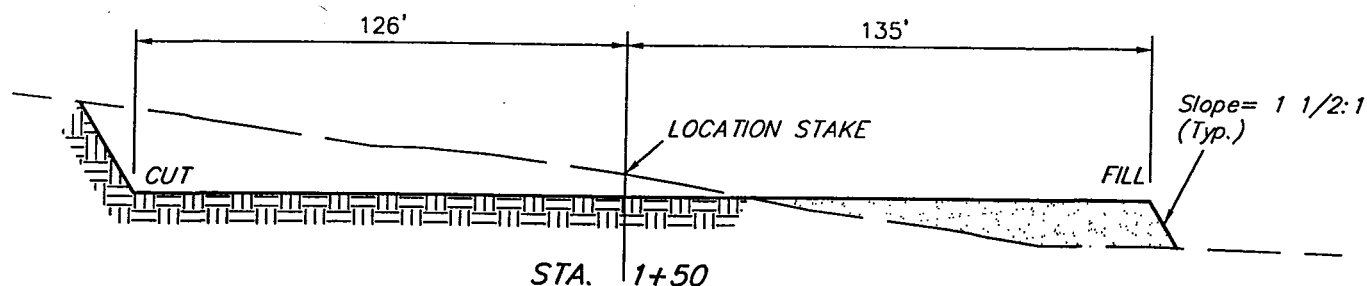 126'
135'
Slope= 1 1/2:1
(Typ.)
LOCATION STAKE
CUT
FILL
STA. 1+50